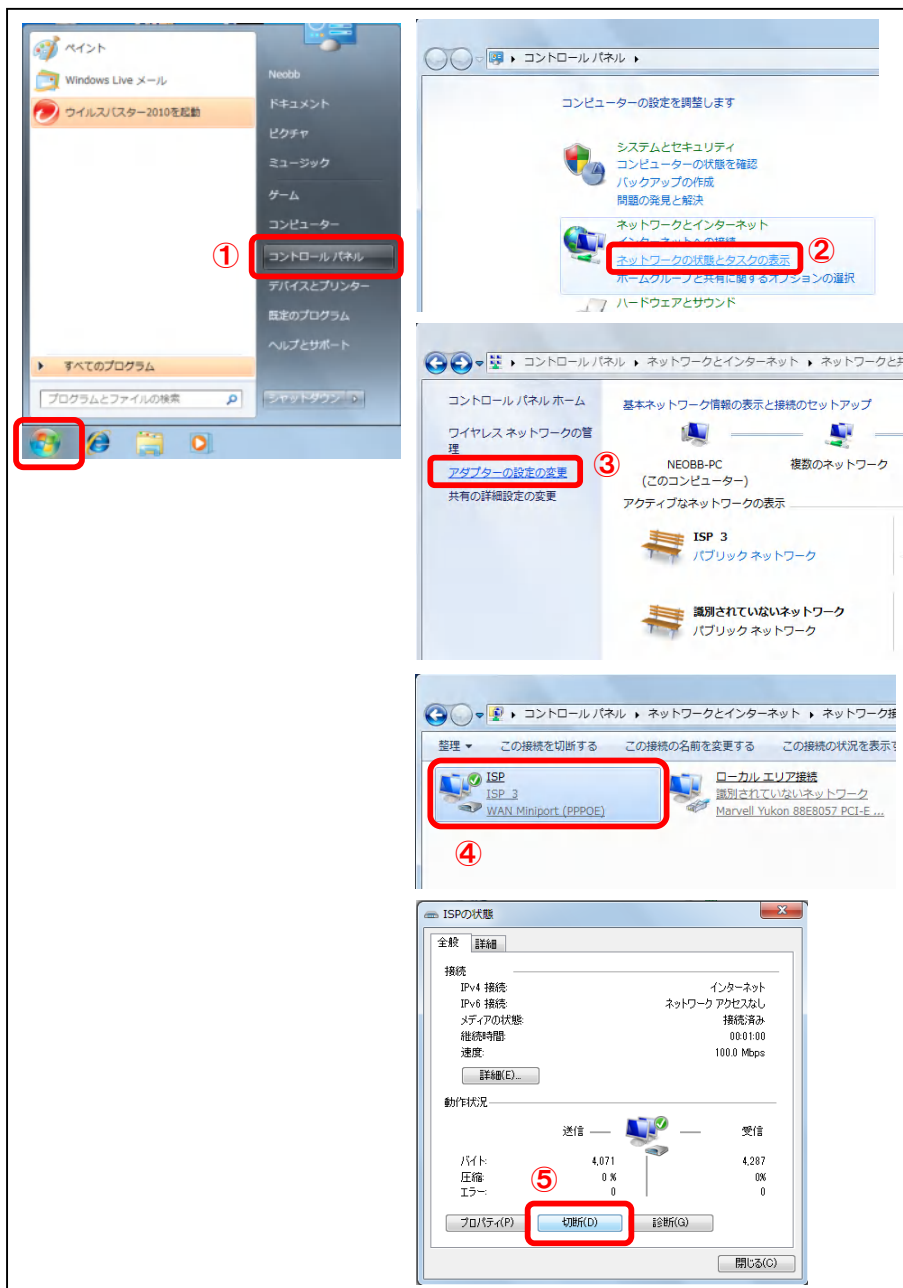 ペイント
Windows Live メール
ウイルスバスター2010を起動
すべてのプログラム
プログラムとファイルの検索
Neobb
ドキュメント
ピクチャ
ミュージック
ゲーム
コンピューター
①
コントロール パネル
デバイスとプリンター
既定のプログラム
ヘルプとサポート
シャットダウン
コントロール パネル
コンピューターの設定を調整します
システムとセキュリティ
コンピューターの状態を確認
バックアップの作成
問題の発見と解決
ネットワークとインターネット
インターネットへの接続
ネットワークの状態とタスクの表示
②
ホームグループと共有に関するオプションの選択
ハードウェアとサウンド
コントロール パネル ネットワークとインターネット ネットワークと共
コントロール パネル ホーム
ワイヤレス ネットワークの管
理
アダプターの設定の変更
③
共有の詳細設定の変更
基本ネットワーク情報の表示と接続のセットアップ
NEOBB-PC
(このコンピューター)
複数のネットワーク
アクティブなネットワークの表示
ISP 3
パブリック ネットワーク
識別されていないネットワーク
パブリック ネットワーク
コントロール パネル ネットワークとインターネット ネットワーク接
整理 この接続を切断する この接続の名前を変更する この接続の状況を表示す
ISP
ISP 3
WAN Miniport (PPPOE)
ローカル エリア接続
識別されていないネットワーク
Marvell Yukon 88E8057 PCI-E ...
④
ISPの状態
全般 詳細
接続
IPv4 接続: インターネット
IPv6 接続: ネットワーク アクセスなし
メディアの状態: 接続済み
継続時間: 00:01:00
速度: 100.0 Mbps
詳細(E)...
動作状況
送信 受信
バイト: 4,071 4,287
圧縮: 0 % 0%
エラー: 0 0
⑤
プロパティ(P) 切断(D) 診断(G)
閉じる(C)